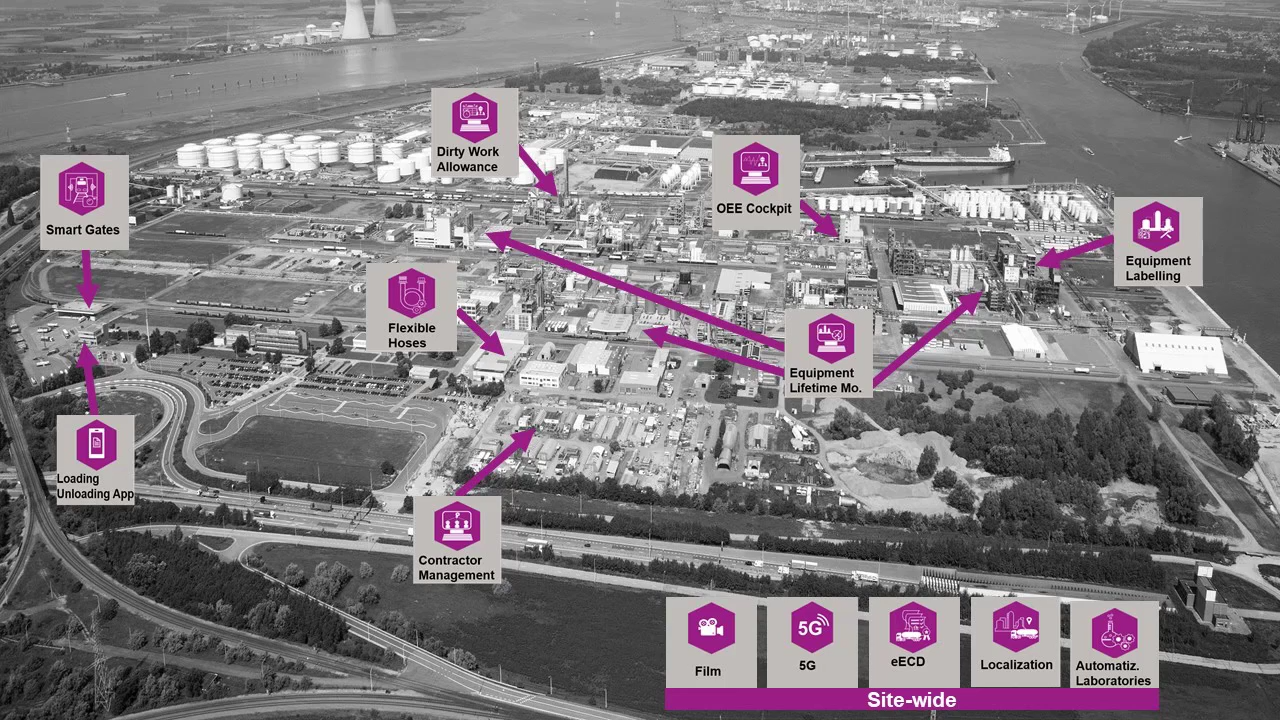 Dirty Work
Allowance
OEE Cockpit
Smart Gates
Equipment
Labelling
Flexible
Hoses
Equipment
Lifetime Mo.
Loading
Unloading App
P
Contractor
Management
Film
5G
5G
eECD
Localization
Automatiz.
Laboratories
Site-wide